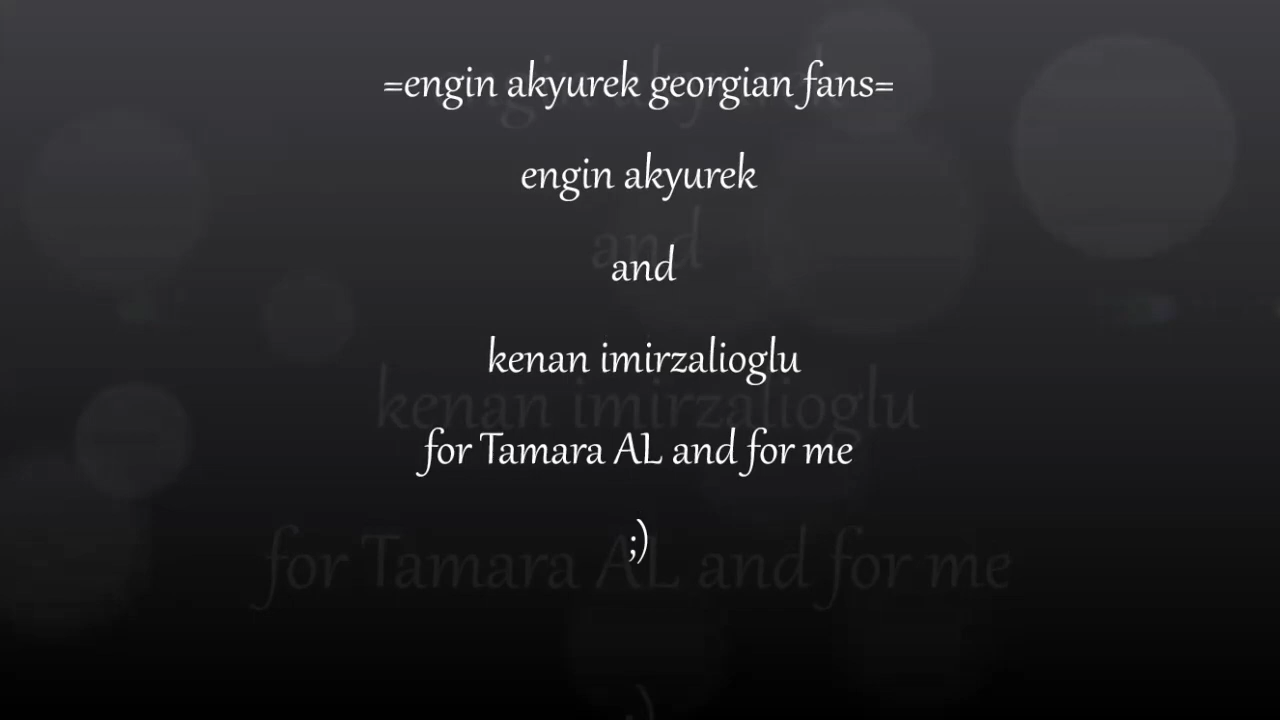 =engin akyurek georgian fans=
engin akyurek
and
kenan imirzalioglu
for Tamara AL and for me
;)